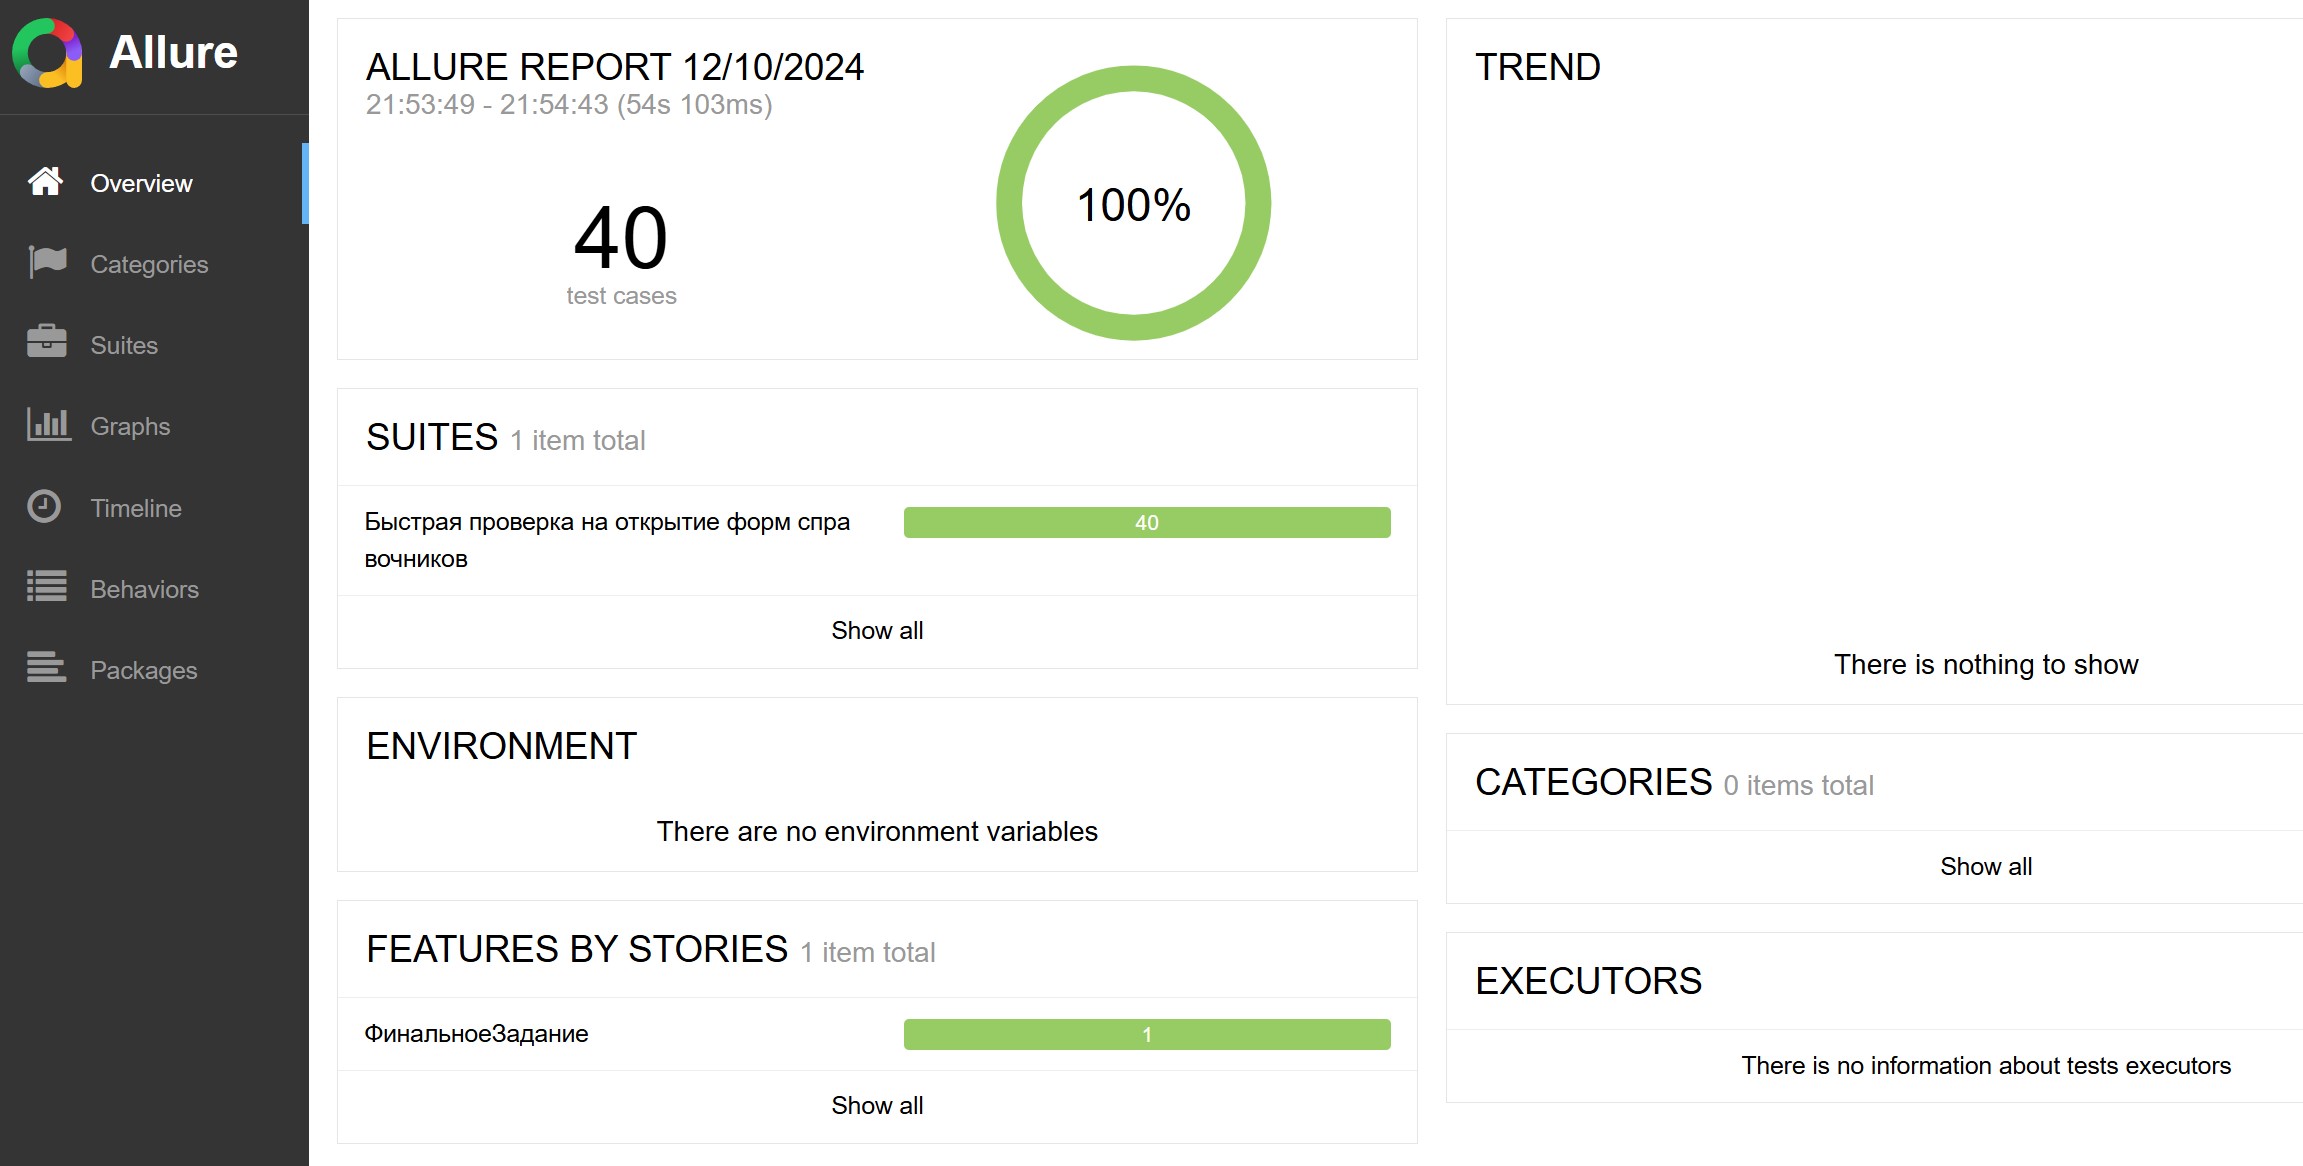 Allure
Overview
Categories
Suites
Graphs
Timeline
Behaviors
Packages
ALLURE REPORT 12/10/2024
21:53:49 - 21:54:43 (54s 103ms)
40
test cases
100%
SUITES 1 item total
Быстрая проверка на открытие форм спра
вочников
40
Show all
ENVIRONMENT
There are no environment variables
FEATURES BY STORIES 1 item total
ФинальноеЗадание
1
Show all
TREND
There is nothing to show
CATEGORIES 0 items total
Show all
EXECUTORS
There is no information about tests executors